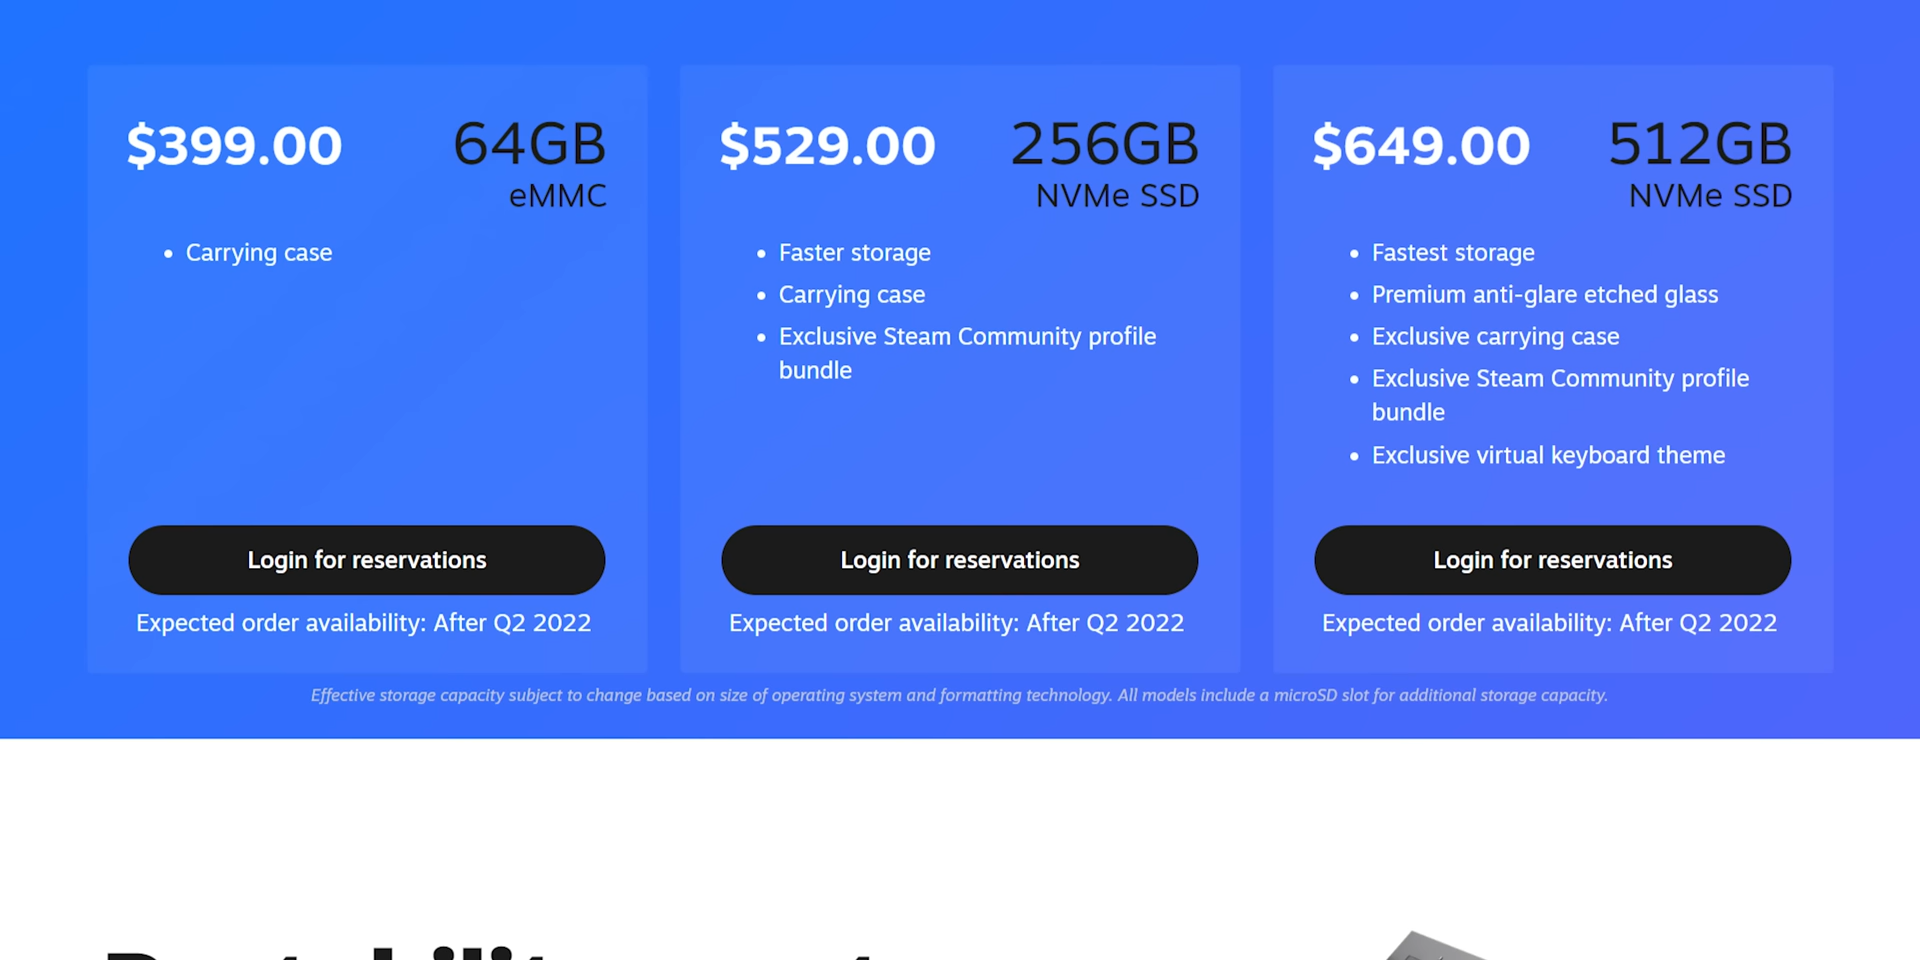 $399.00
64GB
eMMC
• Carrying case
Login for reservations
Expected order availability: After Q2 2022
$529.00
256GB
NVMe SSD
• Faster storage
• Carrying case
• Exclusive Steam Community profile
bundle
Login for reservations
Expected order availability: After Q2 2022
$649.00
512GB
NVMe SSD
• Fastest storage
• Premium anti-glare etched glass
• Exclusive carrying case
• Exclusive Steam Community profile
bundle
• Exclusive virtual keyboard theme
Login for reservations
Expected order availability: After Q2 2022
Effective storage capacity subject to change based on size of operating system and formatting technology. All models include a microSD slot for additional storage capacity.